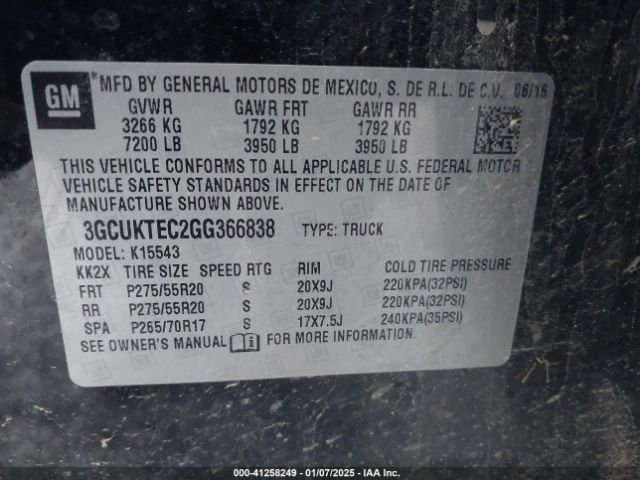 GM
*MFD BY GENERAL MOTORS DE MEXICO, S. DE R.L. DE C.V. 06/16
GVWR GAWR FRT GAWR RR
3266 KG 1792 KG 1792 KG
7200 LB 3950 LB 3950 LB
THIS VEHICLE CONFORMS TO ALL APPLICABLE U.S. FEDERAL MOTOR
VEHICLE SAFETY STANDARDS IN EFFECT ON THE DATE OF
MANUFACTURE SHOWN ABOVE.
3GCUKTEC2GG366838 TYPE: TRUCK
MODEL: K15543
KK2X TIRE SIZE SPEED RTG RIM COLD TIRE PRESSURE
FRT P275/55R20 S 20X9J 220KPA(32PSI)
RR P275/55R20 S 20X9J 220KPA(32PSI)
SPA P265/70R17 S 17X7.5J 240KPA(35PSI)
SEE OWNER'S MANUAL FOR MORE INFORMATION.
000-41258249 - 01/07/2025 - IAA Inc.